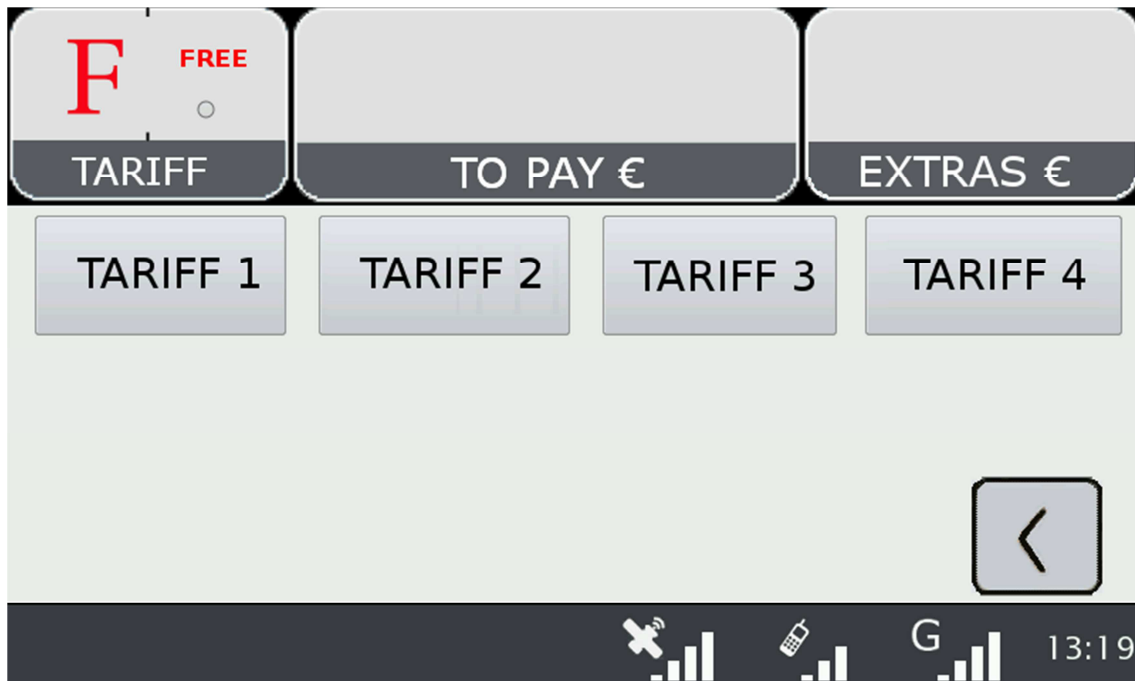 F FREE
TARIFF TO PAY € EXTRAS €
TARIFF 1 TARIFF 2 TARIFF 3 TARIFF 4
G 13:19